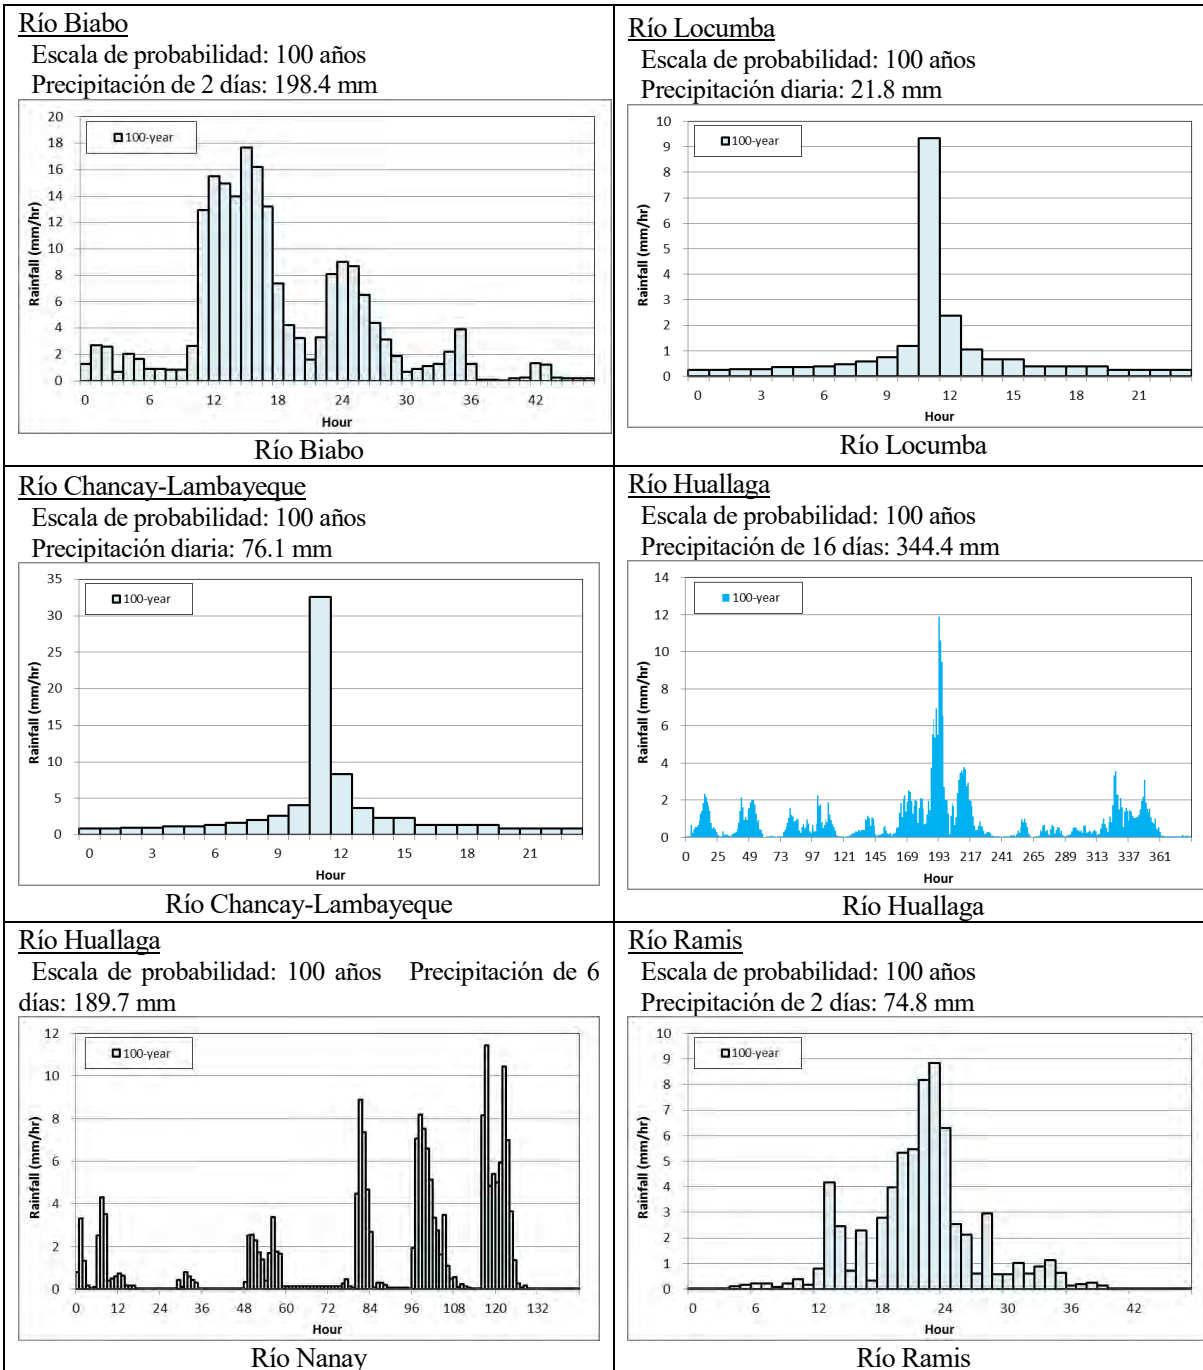 Río Biabo
Escala de probabilidad: 100 años
Precipitación de 2 días: 198.4 mm
20
18
16
14
12
10
8
6
4
2
0
Rainfall (mm/hr)
100-year
0 6 12 18 24 30 36 42
Hour
Río Biabo
Río Locumba
Escala de probabilidad: 100 años
Precipitación diaria: 21.8 mm
10
9
8
7
6
5
4
3
2
1
0
Rainfall (mm/hr)
100-year
0 3 6 9 12 15 18 21
Hour
Río Locumba
Río Chancay-Lambayeque
Escala de probabilidad: 100 años
Precipitación diaria: 76.1 mm
35
30
25
20
15
10
5
0
Rainfall (mm/hr)
100-year
0 3 6 9 12 15 18 21
Hour
Río Chancay-Lambayeque
Río Huallaga
Escala de probabilidad: 100 años
Precipitación de 16 días: 344.4 mm
14
12
10
8
6
4
2
0
Rainfall (mm/hr)
100-year
0 25 49 73 97 121 145 169 193 217 241 265 289 313 337 361
Hour
Río Huallaga
Río Huallaga
Escala de probabilidad: 100 años Precipitación de 6
días: 189.7 mm
12
10
8
6
4
2
0
Rainfall (mm/hr)
100-year
0 12 24 36 48 60 72 84 96 108 120 132
Hour
Río Nanay
Río Ramis
Escala de probabilidad: 100 años
Precipitación de 2 días: 74.8 mm
10
9
8
7
6
5
4
3
2
1
0
Rainfall (mm/hr)
100-year
0 6 12 18 24 30 36 42
Hour
Río Ramis